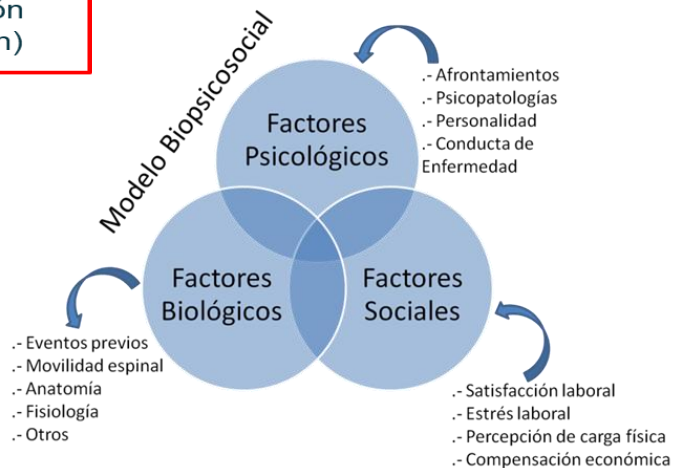 ón
n)
Modelo Biopsicosocial
Factores
Psicológicos
.- Afrontamientos
.- Psicopatologías
.- Personalidad
.- Conducta de
Enfermedad
Factores
Biológicos
Factores
Sociales
.- Eventos previos
.- Movilidad espinal
.- Anatomía
.- Fisiología
.- Otros
.- Satisfacción laboral
.- Estrés laboral
.- Percepción de carga física
.- Compensación económica